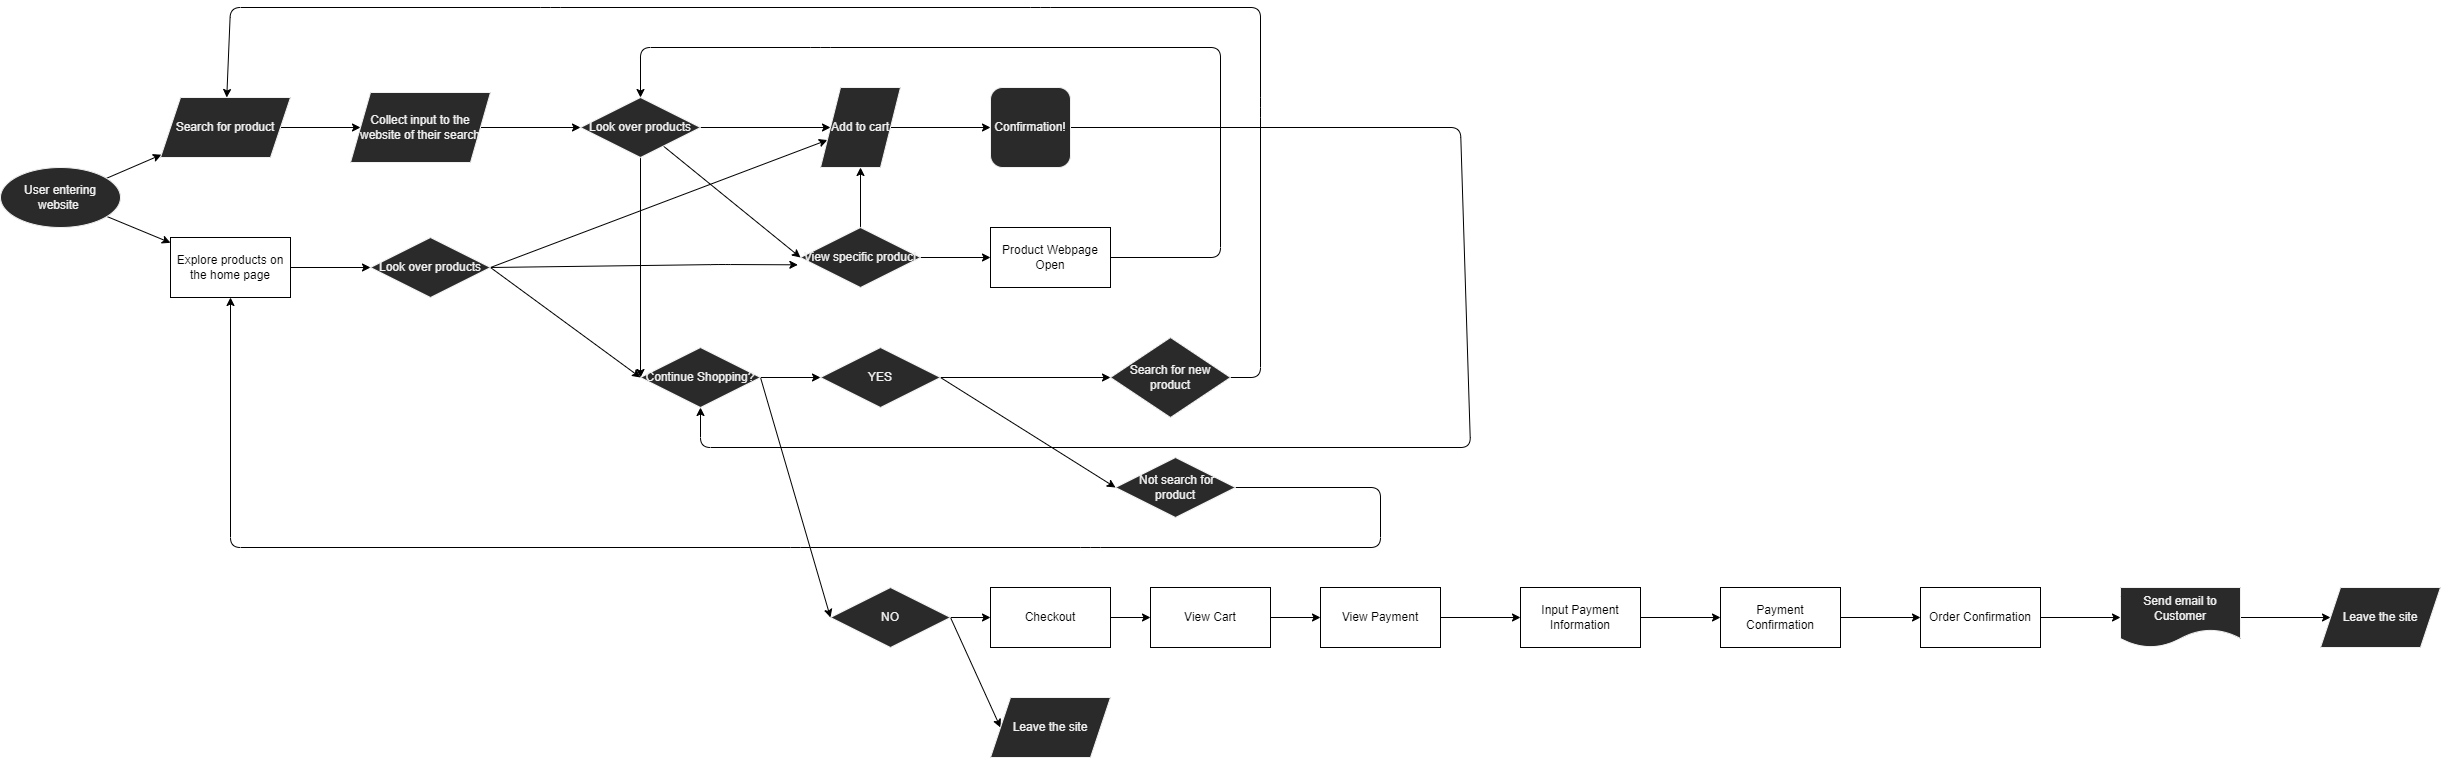 Search for product
Collect input to the
website of their search
Look over products
Add to cart
Confirmation!
User entering
website
Explore products on
the home page
Look over products
View specific product
Product Webpage
Open
Continue Shopping?
YES
Search for new
product
Not search for
product
NO
Checkout
View Cart
View Payment
Input Payment
Information
Payment
Confirmation
Order Confirmation
Send email to
Customer
Leave the site
Leave the site